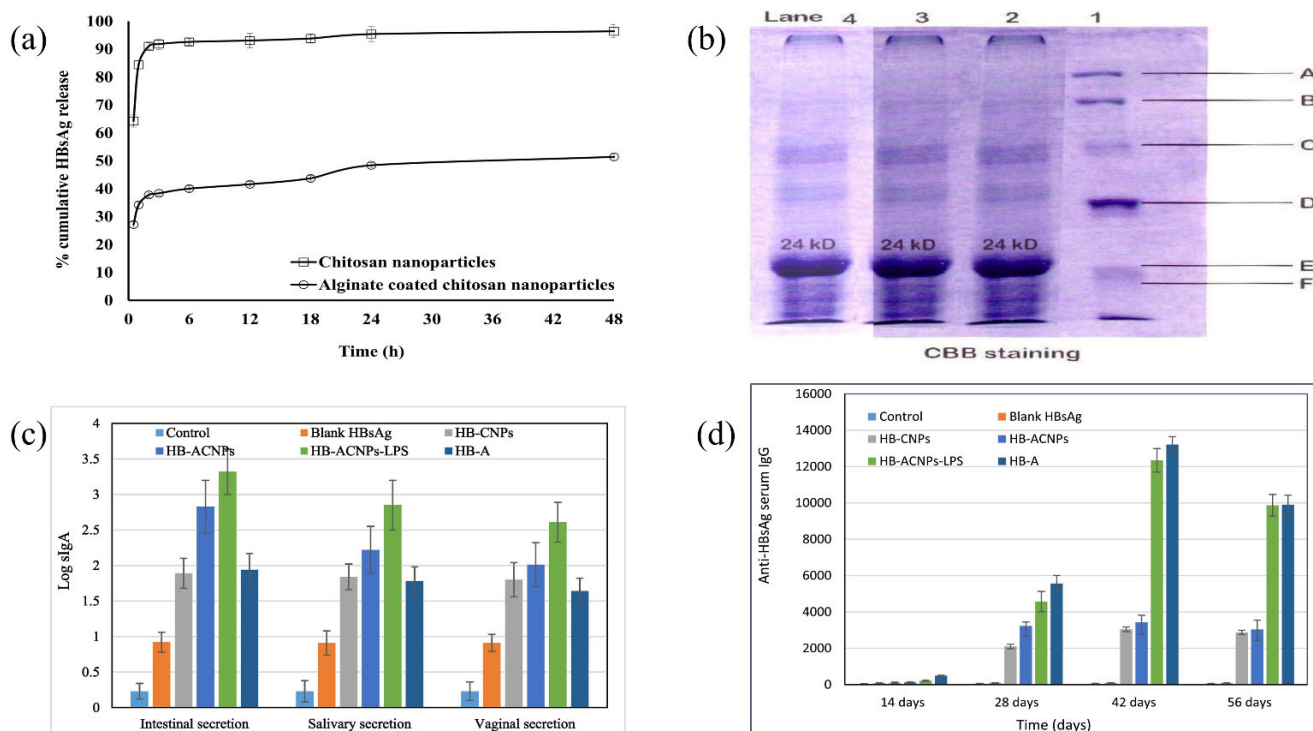 (a)
% cumulative HBsAg release
100
90
80
70
60
50
40
30
20
10
0
Chitosan nanoparticles
Alginate coated chitosan nanoparticles
0 6 12 18 24 30 36 42 48
Time (h)
(b)
Lane 4 3 2 1
A
B
C
D
24 kD 24 kD 24 kD
E
F
CBB staining
(c)
Log sIgA
4
3.5
3
2.5
2
1.5
1
0.5
0
Control Blank HBsAg HB-CNPs
HB-ACNPs HB-ACNPs-LPS HB-A
Intestinal secretion Salivary secretion Vaginal secretion
(d)
Anti-HBsAg serum IgG
16000
14000
12000
10000
8000
6000
4000
2000
0
Control Blank HBsAg
HB-CNPs HB-ACNPs
HB-ACNPs-LPS HB-A
14 days 28 days 42 days 56 days
Time (days)